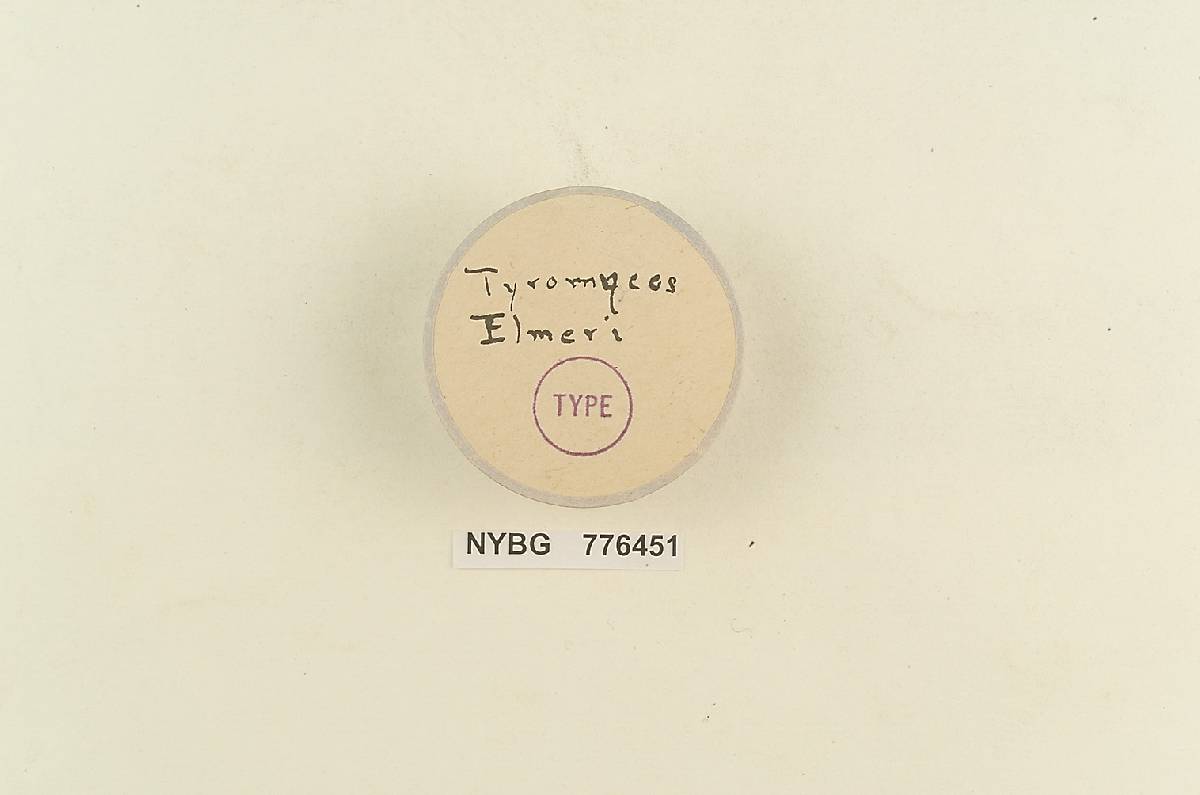 Tyromyces
Elmeri
TYPE
NYBG 776451